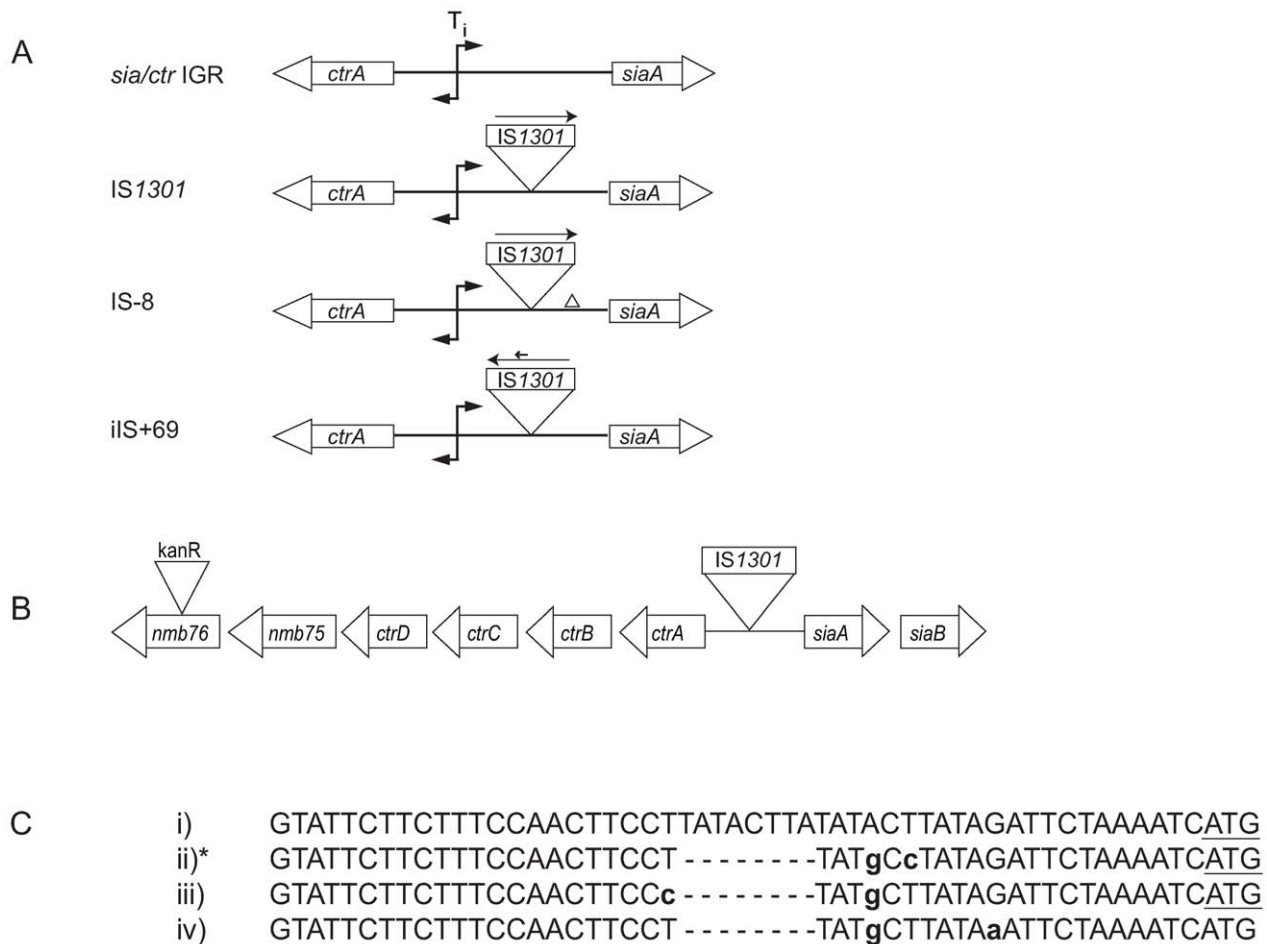 A
T i
sia/ctr IGR ctrA siaA
IS1301
IS1301 ctrA siaA
IS1301
IS-8 ctrA siaA
IS1301
iIS+69 ctrA siaA
B
kanR IS1301
nmb76 nmb75 ctrD ctrC ctrB ctrA siaA siaB
C i) GTATTCTTCTTTCCAACTTCCTTATACTTATATACTTATAGATTCTAAAATCATG
ii)* GTATTCTTCTTTCCAACTTCCT - - - - - - - -TATgCcTATAGATTCTAAAATCATG
iii) GTATTCTTCTTTCCAACTTCCc- - - - - - - -TATgCTTATAGATTCTAAAATCATG
iv) GTATTCTTCTTTCCAACTTCCT - - - - - - - -TATgCTTATAaATTCTAAAATCATG